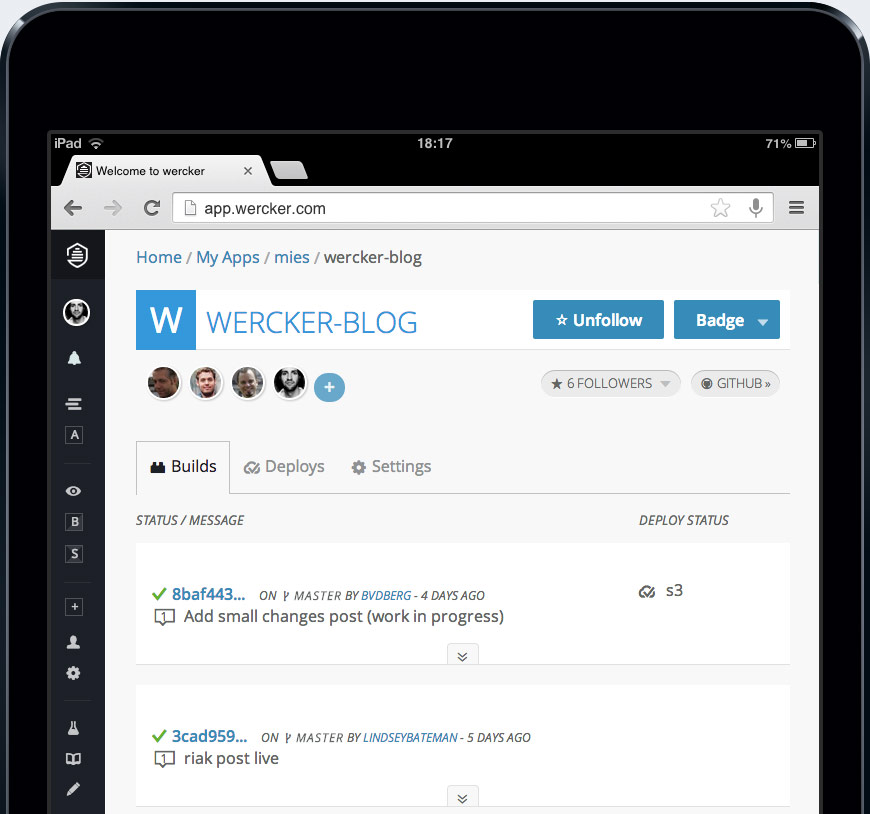 iPad 18:17 71%
Welcome to wercker
app.wercker.com
Home / My Apps / mies / wercker-blog
W WERCKER-BLOG Unfollow Badge
6 FOLLOWERS GITHUB »
A
Builds Deploys Settings
B
STATUS / MESSAGE DEPLOY STATUS
S
8baf443... ON MASTER BY BVDBERG - 4 DAYS AGO s3
1 Add small changes post (work in progress)
3cad959... ON MASTER BY LINDSEYBATEMAN - 5 DAYS AGO
1 riak post live